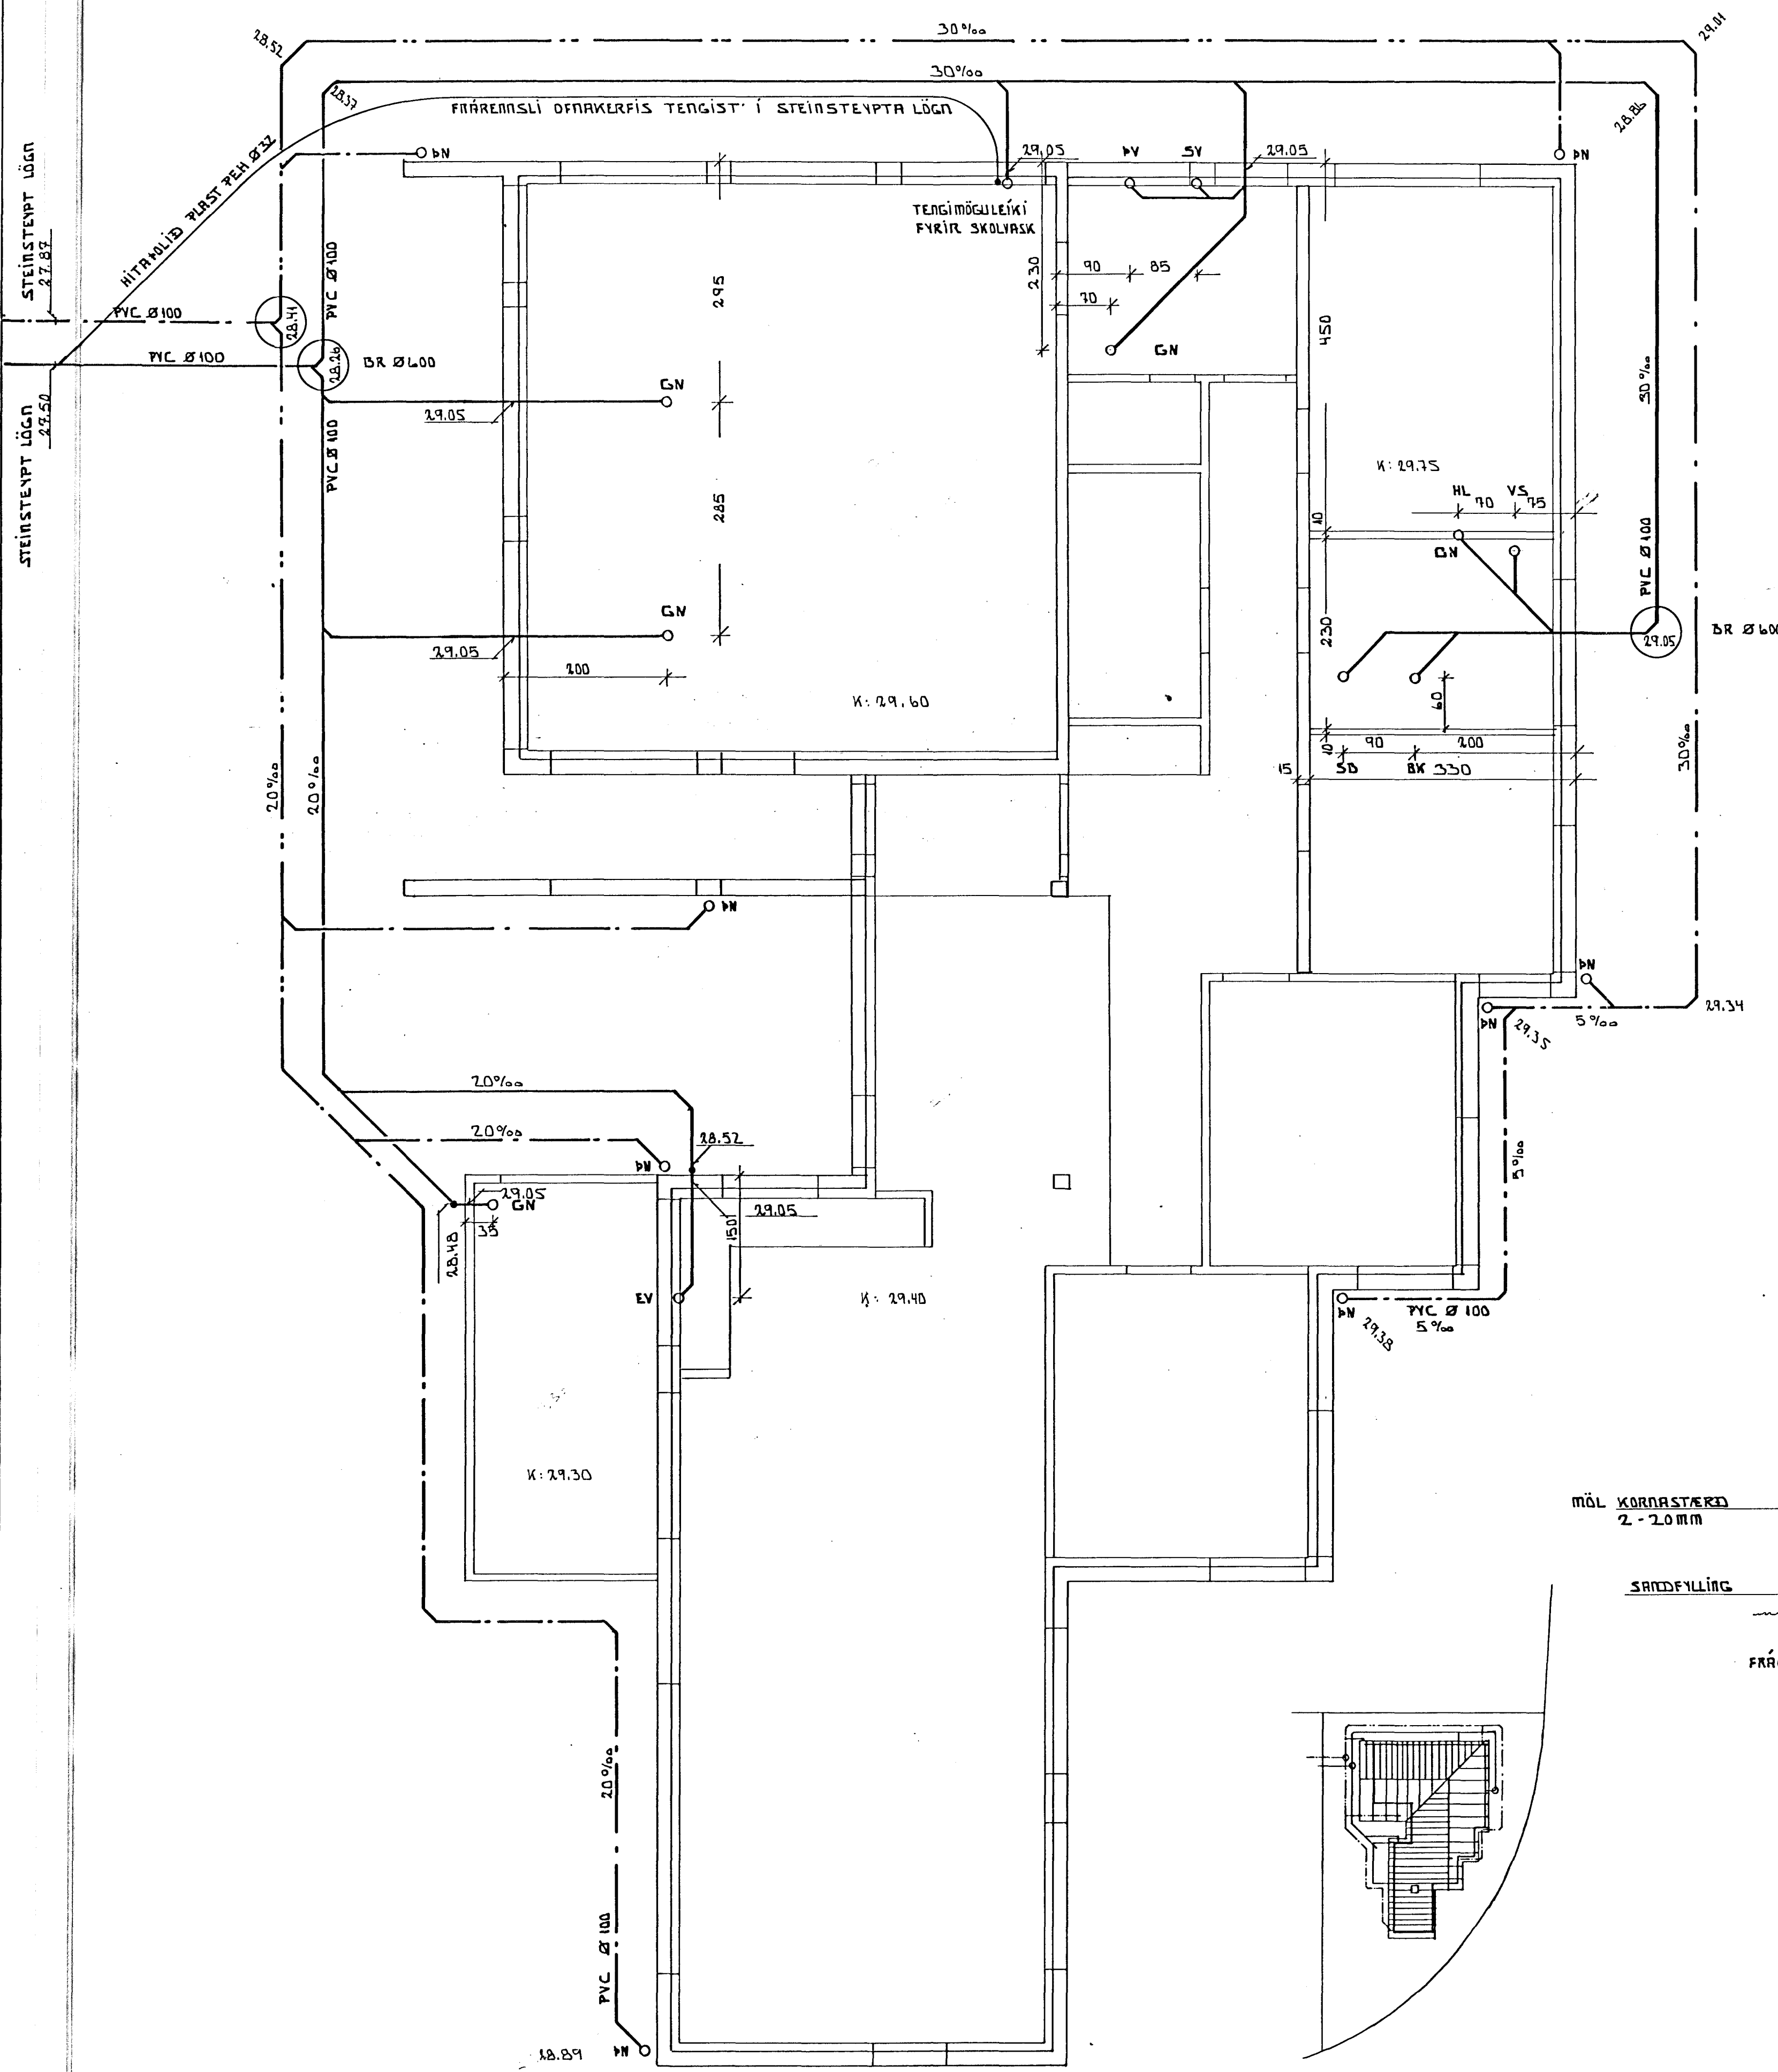 28.52
30‰
29.01
30‰
28.37
FRÁRENNSLI OFNAKERFIS TENGIST Í STEINSTEYPTA LÖGN
28.86
HITAÞOLIÐ PLAST PEH Ø32
ÞN
29.05
ÞV
SV
29.05
ÞN
STEINSTEYPT LÖGN
27.87
PVC Ø100
TENGIMÖGULEIKI
FYRIR SKOLVASK
230
90
85
70
295
PVC Ø100
28.41
450
PVC Ø100
28.26
BR Ø600
GN
GN
30‰
29.05
STEINSTEYPT LÖGN
27.50
PVC Ø100
K: 29.75
HL
70
VS
75
285
10
GN
PVC Ø100
GN
230
29.05
BR Ø600
29.05
200
60
K: 29.60
10
90
200
20‰
20‰
15
SB
BK
330
30‰
ÞN
ÞN
ÞN
29.35
5‰
29.34
20‰
20‰
28.52
5‰
ÞN
29.05
GN
35
28.48
29.05
150
EV
K: 29.40
ÞN
29.38
PVC Ø100
5‰
K: 29.30
MÖL KORNASTÆRÐ
2-20MM
SANDFYLLING
20‰
PVC Ø100
28.89
ÞN